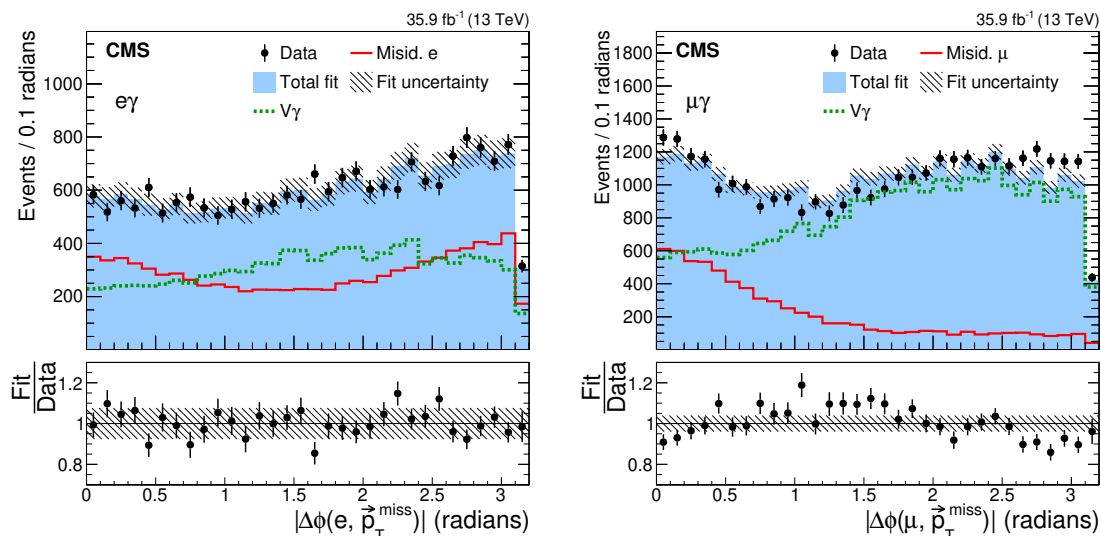 35.9 fb⁻¹ (13 TeV)
CMS
Data
Misid. e
Total fit
Fit uncertainty
Vγ
eγ
Events / 0.1 radians
200
400
600
800
1000
Fit
Data
0.8
1
1.2
0 0.5 1 1.5 2 2.5 3
|Δϕ(e, p⃗_T^miss)| (radians)
35.9 fb⁻¹ (13 TeV)
CMS
Data
Misid. μ
Total fit
Fit uncertainty
Vγ
μγ
Events / 0.1 radians
200
400
600
800
1000
1200
1400
1600
1800
Fit
Data
0.8
1
1.2
0 0.5 1 1.5 2 2.5 3
|Δϕ(μ, p⃗_T^miss)| (radians)